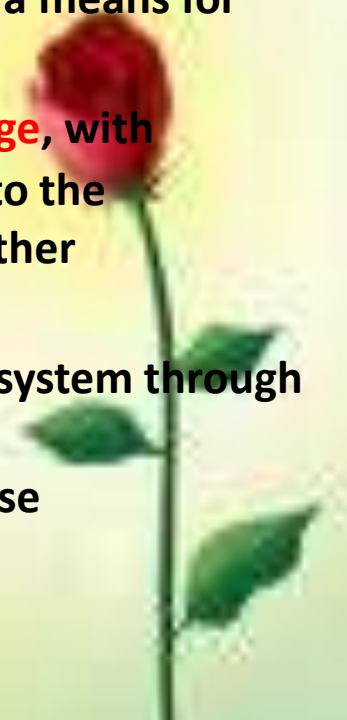 a means for
ge, with
to the
ther
system through
se